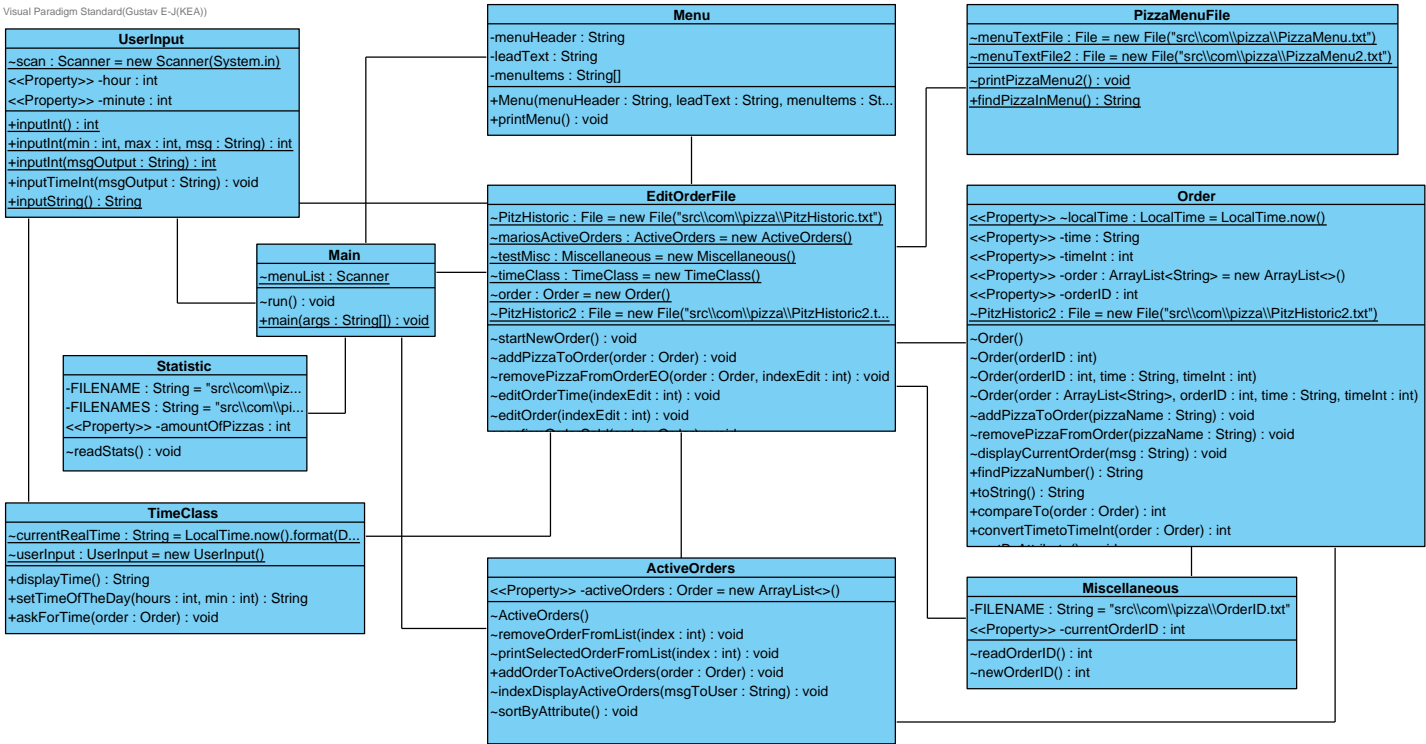 Visual Paradigm Standard(Gustav E-J(KEA))
UserInput
~scan : Scanner = new Scanner(System.in)
<<Property>> -hour : int
<<Property>> -minute : int
+inputInt() : int
+inputInt(min : int, max : int, msg : String) : int
+inputInt(msgOutput : String) : int
+inputTimeInt(msgOutput : String) : void
+inputString() : String
Menu
-menuHeader : String
-leadText : String
-menuItems : String[]
+Menu(menuHeader : String, leadText : String, menuItems : St...
+printMenu() : void
PizzaMenuFile
~menuTextFile : File = new File("src\\com\\pizza\\PizzaMenu.txt")
~menuTextFile2 : File = new File("src\\com\\pizza\\PizzaMenu2.txt")
~printPizzaMenu2() : void
+findPizzaInMenu() : String
Main
~menuList : Scanner
~run() : void
+main(args : String[]) : void
EditOrderFile
~PitzHistoric : File = new File("src\\com\\pizza\\PitzHistoric.txt")
~mariosActiveOrders : ActiveOrders = new ActiveOrders()
~testMisc : Miscellaneous = new Miscellaneous()
~timeClass : TimeClass = new TimeClass()
~order : Order = new Order()
~PitzHistoric2 : File = new File("src\\com\\pizza\\PitzHistoric2.t...
~startNewOrder() : void
~addPizzaToOrder(order : Order) : void
~removePizzaFromOrderEO(order : Order, indexEdit : int) : void
~editOrderTime(indexEdit : int) : void
~editOrder(indexEdit : int) : void
Order
<<Property>> ~localTime : LocalTime = LocalTime.now()
<<Property>> -time : String
<<Property>> -timeInt : int
<<Property>> -order : ArrayList<String> = new ArrayList<>()
<<Property>> -orderID : int
~PitzHistoric2 : File = new File("src\\com\\pizza\\PitzHistoric2.txt")
~Order()
~Order(orderID : int)
~Order(orderID : int, time : String, timeInt : int)
~Order(order : ArrayList<String>, orderID : int, time : String, timeInt : int)
~addPizzaToOrder(pizzaName : String) : void
~removePizzaFromOrder(pizzaName : String) : void
~displayCurrentOrder(msg : String) : void
+findPizzaNumber() : String
+toString() : String
+compareTo(order : Order) : int
+convertTimetoTimeInt(order : Order) : int
Statistic
-FILENAME : String = "src\\com\\piz...
-FILENAMES : String = "src\\com\\pi...
<<Property>> -amountOfPizzas : int
~readStats() : void
TimeClass
~currentRealTime : String = LocalTime.now().format(D...
~userInput : UserInput = new UserInput()
+displayTime() : String
+setTimeOfTheDay(hours : int, min : int) : String
+askForTime(order : Order) : void
ActiveOrders
<<Property>> -activeOrders : Order = new ArrayList<>()
~ActiveOrders()
~removeOrderFromList(index : int) : void
~printSelectedOrderFromList(index : int) : void
+addOrderToActiveOrders(order : Order) : void
~indexDisplayActiveOrders(msgToUser : String) : void
~sortByAttribute() : void
Miscellaneous
-FILENAME : String = "src\\com\\pizza\\OrderID.txt"
<<Property>> -currentOrderID : int
~readOrderID() : int
~newOrderID() : int